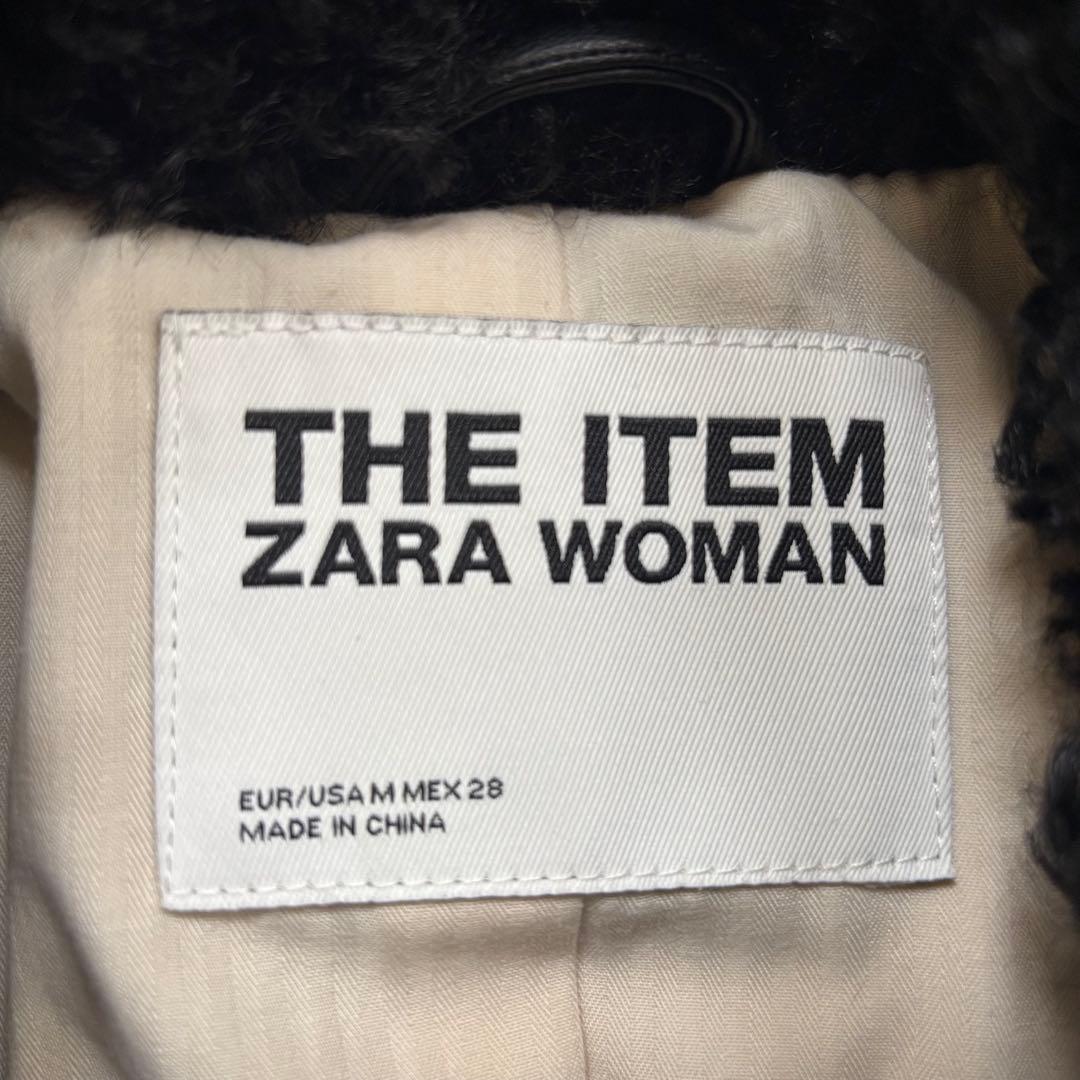 THE ITEM
ZARA WOMAN
EUR/USA M MEX 28
MADE IN CHINA